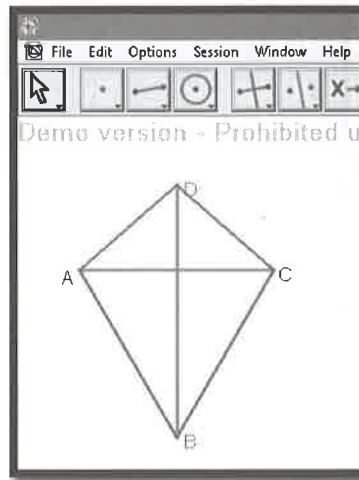 File Edit Options Session Window Help
X
Demo version - Prohibited u
D
A
C
B